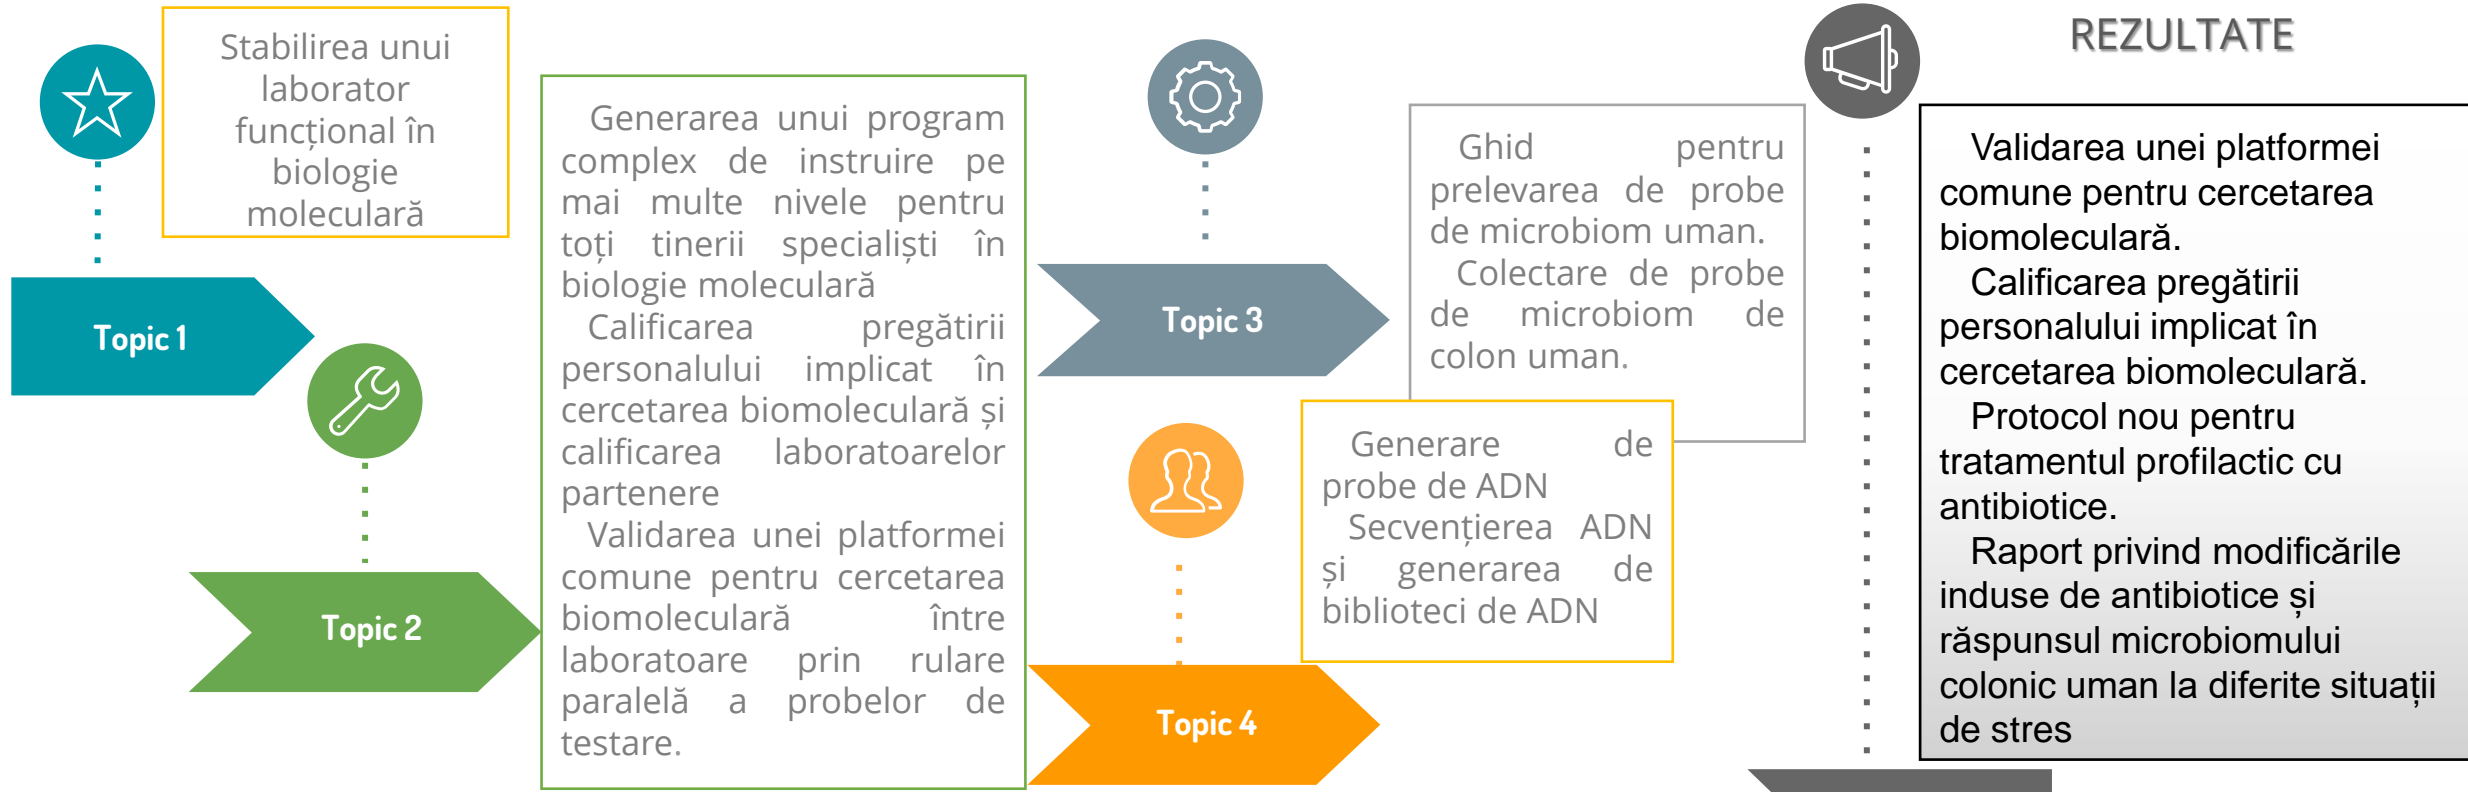 Stabilirea unui
laborator
funcțional în
biologie
moleculară
Topic 1
Generarea unui program
complex de instruire pe
mai multe nivele pentru
toți tinerii specialiști în
biologie moleculară
Calificarea pregătirii
personalului implicat în
cercetarea biomoleculară și
calificarea laboratoarelor
partenere
Validarea unei platformei
comune pentru cercetarea
biomoleculară între
laboratoare prin rulare
paralelă a probelor de
testare.
Topic 2
Ghid pentru
prelevarea de probe
de microbiom uman.
Colectare de probe
de microbiom de
colon uman.
Topic 3
Generare de
probe de ADN
Secvențierea ADN
și generarea de
biblioteci de ADN
Topic 4
REZULTATE
Validarea unei platformei
comune pentru cercetarea
biomoleculară.
Calificarea pregătirii
personalului implicat în
cercetarea biomoleculară.
Protocol nou pentru
tratamentul profilactic cu
antibiotice.
Raport privind modificările
induse de antibiotice și
răspunsul microbiomului
colonic uman la diferite situații
de stres